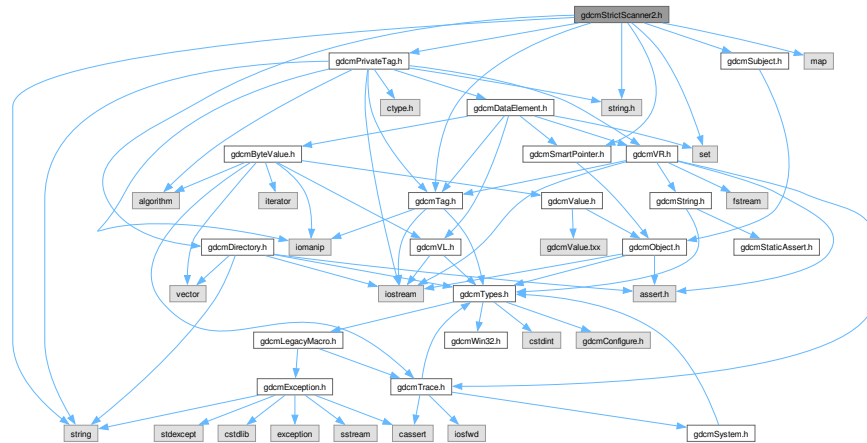 gdcmStrictScanner2.h
gdcmPrivateTag.h
gdcmSubject.h
map
ctype.h
gdcmDataElement.h
string.h
gdcmByteValue.h
gdcmSmartPointer.h
gdcmVR.h
set
algorithm
iterator
gdcmTag.h
gdcmValue.h
gdcmString.h
fstream
gdcmDirectory.h
iomanip
gdcmVL.h
gdcmValue.txx
gdcmObject.h
gdcmStaticAssert.h
vector
iostream
gdcmTypes.h
assert.h
gdcmLegacyMacro.h
gdcmWin32.h
cstdint
gdcmConfigure.h
gdcmException.h
gdcmTrace.h
string
stdexcept
cstdlib
exception
sstream
cassert
iosfwd
gdcmSystem.h